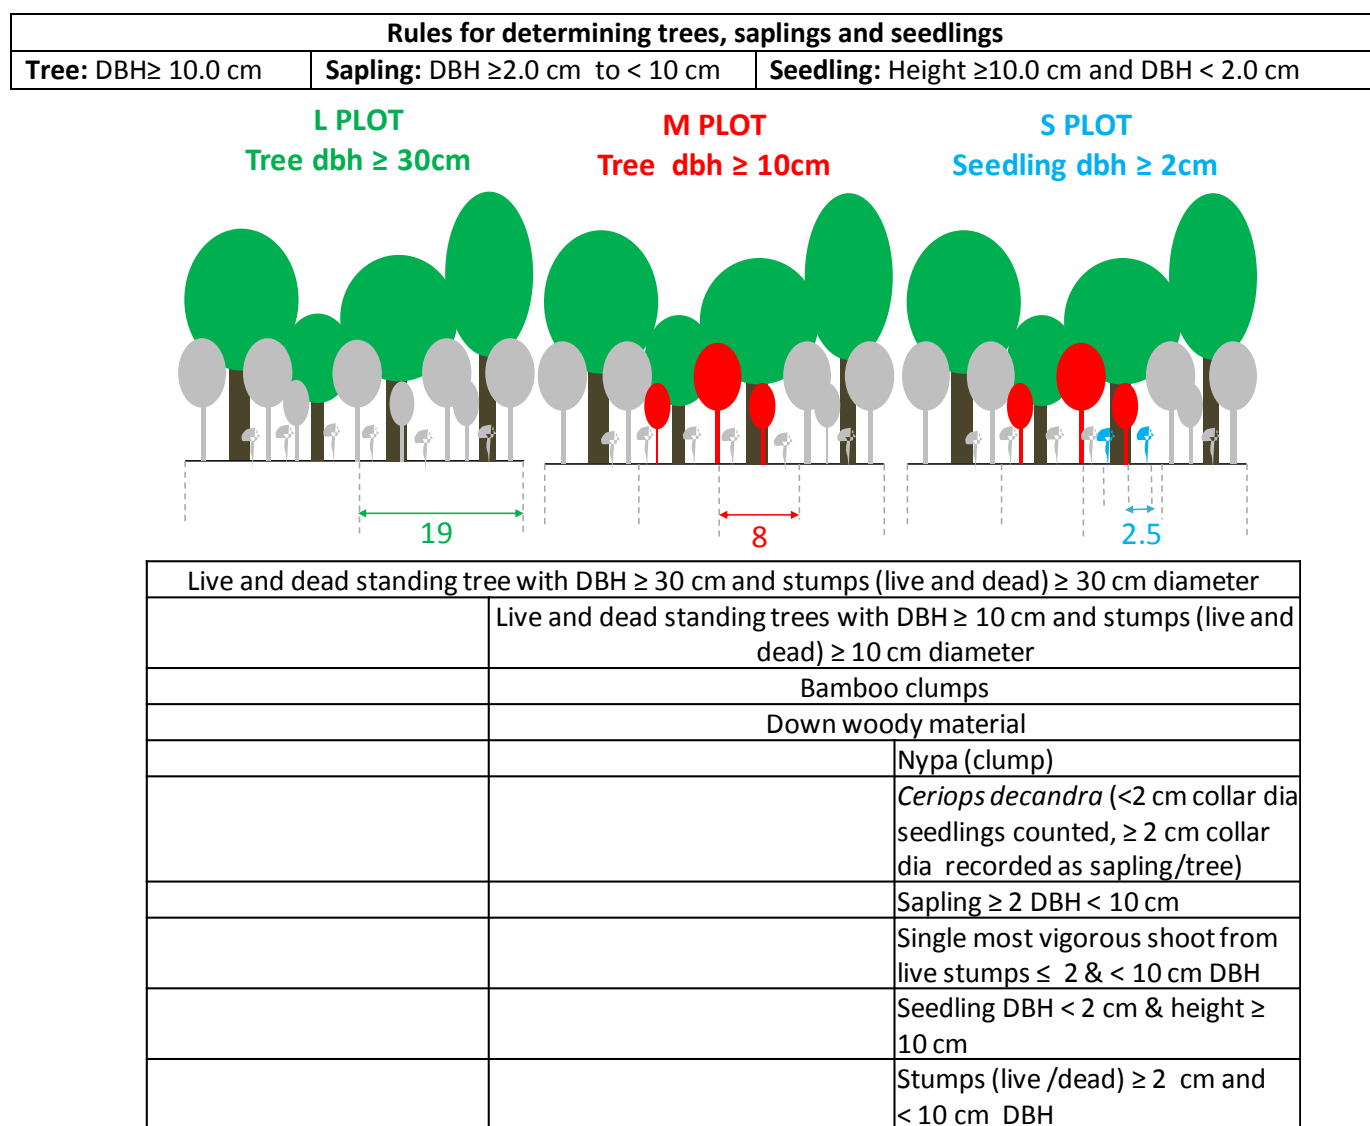 Rules for determining trees, saplings and seedlings
Tree: DBH≥ 10.0 cm
Sapling: DBH ≥2.0 cm to < 10 cm
Seedling: Height ≥10.0 cm and DBH < 2.0 cm
L PLOT
Tree dbh ≥ 30cm
M PLOT
Tree dbh ≥ 10cm
S PLOT
Seedling dbh ≥ 2cm
19
8
2.5
Live and dead standing tree with DBH ≥ 30 cm and stumps (live and dead) ≥ 30 cm diameter
Live and dead standing trees with DBH ≥ 10 cm and stumps (live and
dead) ≥ 10 cm diameter
Bamboo clumps
Down woody material
Nypa (clump)
Ceriops decandra (<2 cm collar dia
seedlings counted, ≥ 2 cm collar
dia recorded as sapling/tree)
Sapling ≥ 2 DBH < 10 cm
Single most vigorous shoot from
live stumps ≤ 2 & < 10 cm DBH
Seedling DBH < 2 cm & height ≥
10 cm
Stumps (live /dead) ≥ 2 cm and
< 10 cm DBH